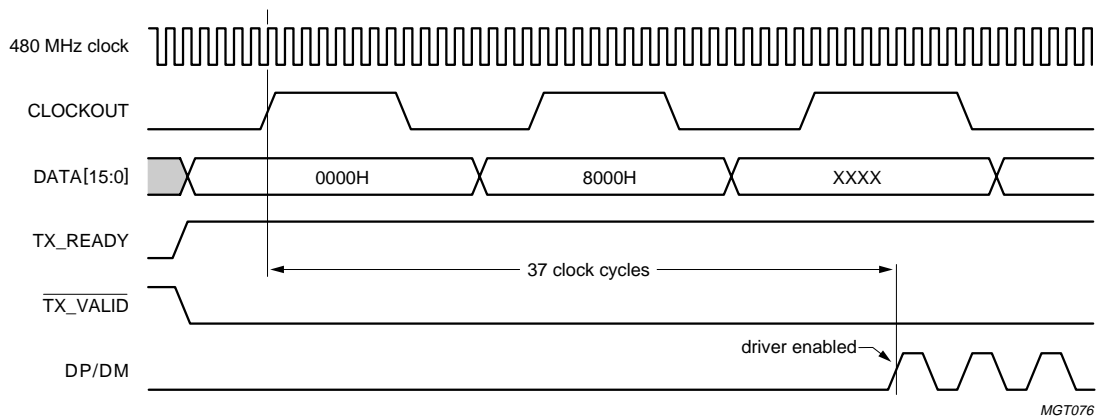 480 MHz clock
CLOCKOUT
DATA[15:0]
0000H
8000H
XXXX
TX_READY
37 clock cycles
TX_VALID
driver enabled
DP/DM
MGT076